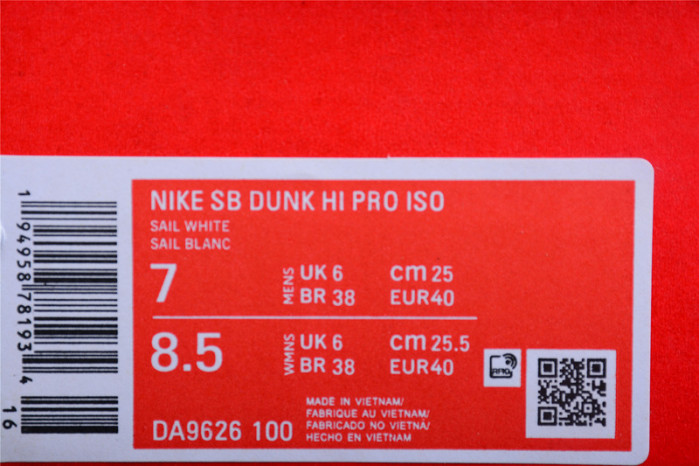 NIKE SB DUNK HI PRO ISO
SAIL WHITE
SAIL BLANC
7 MENS UK 6 cm 25
BR 38 EUR40
8.5 WMNS UK 6 cm 25.5
BR 38 EUR40
DA9626 100
MADE IN VIETNAM/
FABRIQUE AU VIETNAM/
FABRICADO NO VIETNÃ/
HECHO EN VIETNAM
RFID
1 94958 78193 4
16